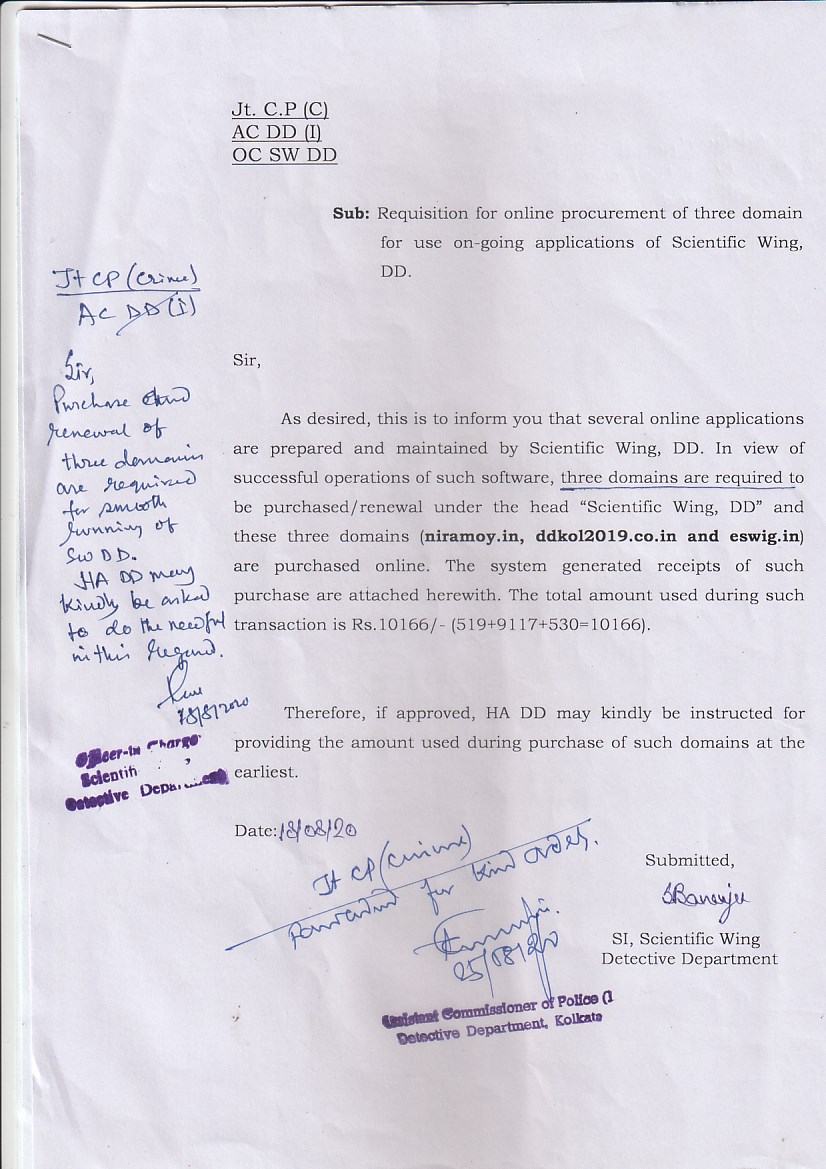 Jt. C.P (C)
AC DD (I)
OC SW DD
Sub: Requisition for online procurement of three domain
for use on-going applications of Scientific Wing,
DD.
Jt CP (Crime)
AC DD (I)
Sir,
Purchase and
renewal of
three domains
are required
for smooth
running of
SW DD.
HA DD may
kindly be asked
to do the needful
in this regard.
18/8/2020
Officer-in Charge
Scientifi
Detective Department
Sir,
As desired, this is to inform you that several online applications
are prepared and maintained by Scientific Wing, DD. In view of
successful operations of such software, three domains are required to
be purchased/renewal under the head “Scientific Wing, DD” and
these three domains (niramoy.in, ddkol2019.co.in and eswig.in)
are purchased online. The system generated receipts of such
purchase are attached herewith. The total amount used during such
transaction is Rs.10166/- (519+9117+530=10166).
Therefore, if approved, HA DD may kindly be instructed for
providing the amount used during purchase of such domains at the
earliest.
Date: 18/08/20
Jt CP (Crime)
Forwarded for kind order.
25/08/20
Assistant Commissioner of Police (I
Detective Department, Kolkata
Submitted,
SBanerjee
SI, Scientific Wing
Detective Department